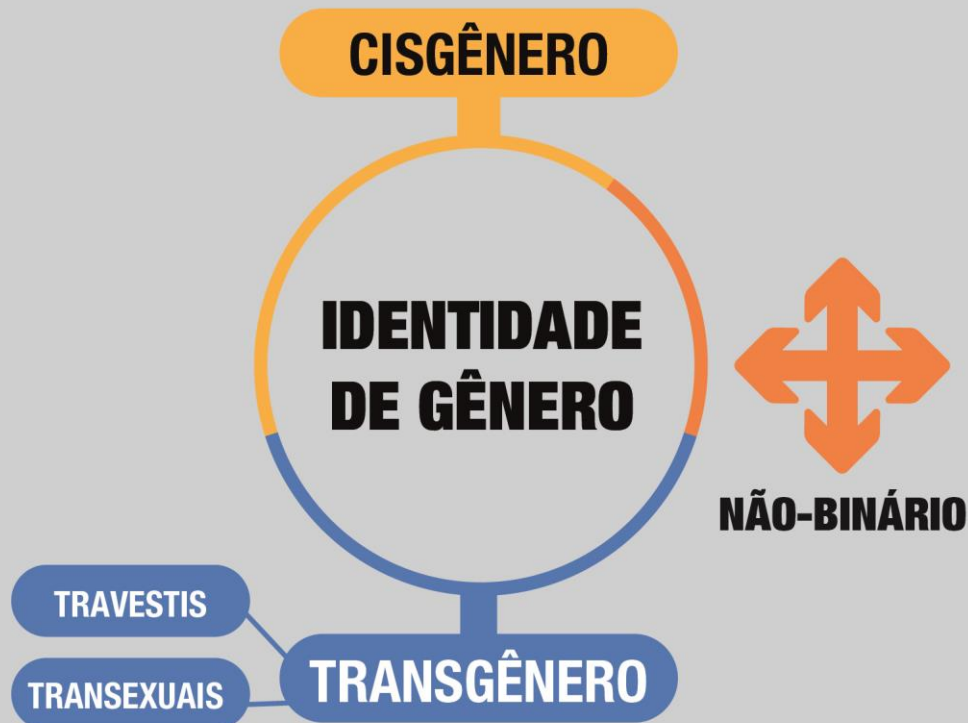 CISGÊNERO
IDENTIDADE
DE GÊNERO
NÃO-BINÁRIO
TRAVESTIS
TRANSEXUAIS
TRANSGÊNERO